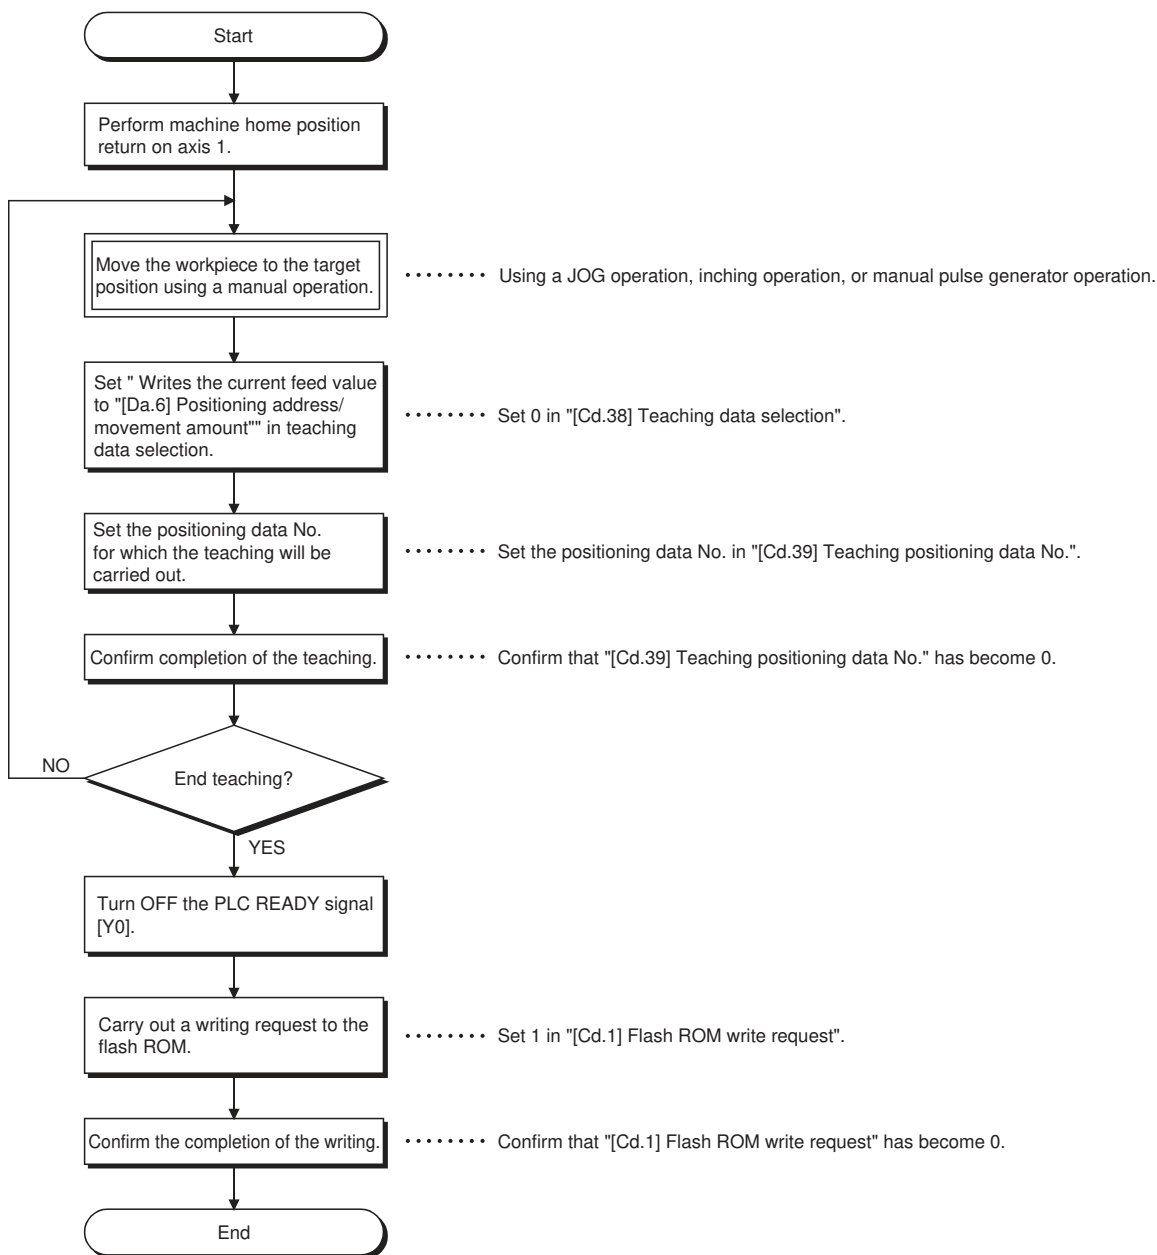 Start
Perform machine home position
return on axis 1.
Move the workpiece to the target
position using a manual operation.
Using a JOG operation, inching operation, or manual pulse generator operation.
Set " Writes the current feed value
to "[Da.6] Positioning address/
movement amount"" in teaching
data selection.
Set 0 in "[Cd.38] Teaching data selection".
Set the positioning data No.
for which the teaching will be
carried out.
Set the positioning data No. in "[Cd.39] Teaching positioning data No.".
Confirm completion of the teaching.
Confirm that "[Cd.39] Teaching positioning data No." has become 0.
NO
End teaching?
YES
Turn OFF the PLC READY signal
[Y0].
Carry out a writing request to the
flash ROM.
Set 1 in "[Cd.1] Flash ROM write request".
Confirm the completion of the writing.
Confirm that "[Cd.1] Flash ROM write request" has become 0.
End